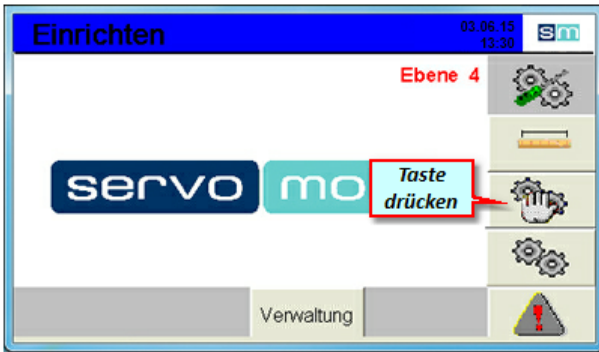 Einrichten
03.06.15
13:30
sm
Ebene 4
servo mo
Taste
drücken
Verwaltung